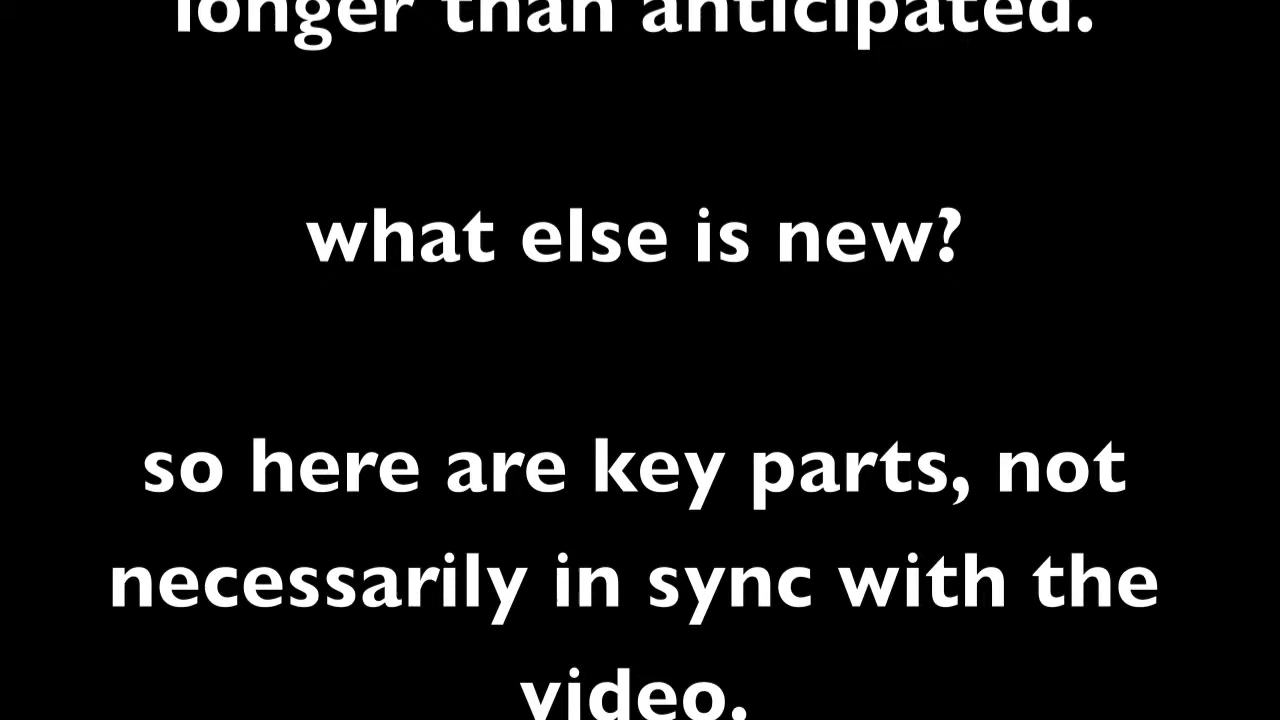 longer than anticipated.
what else is new?
so here are key parts, not
necessarily in sync with the
video.